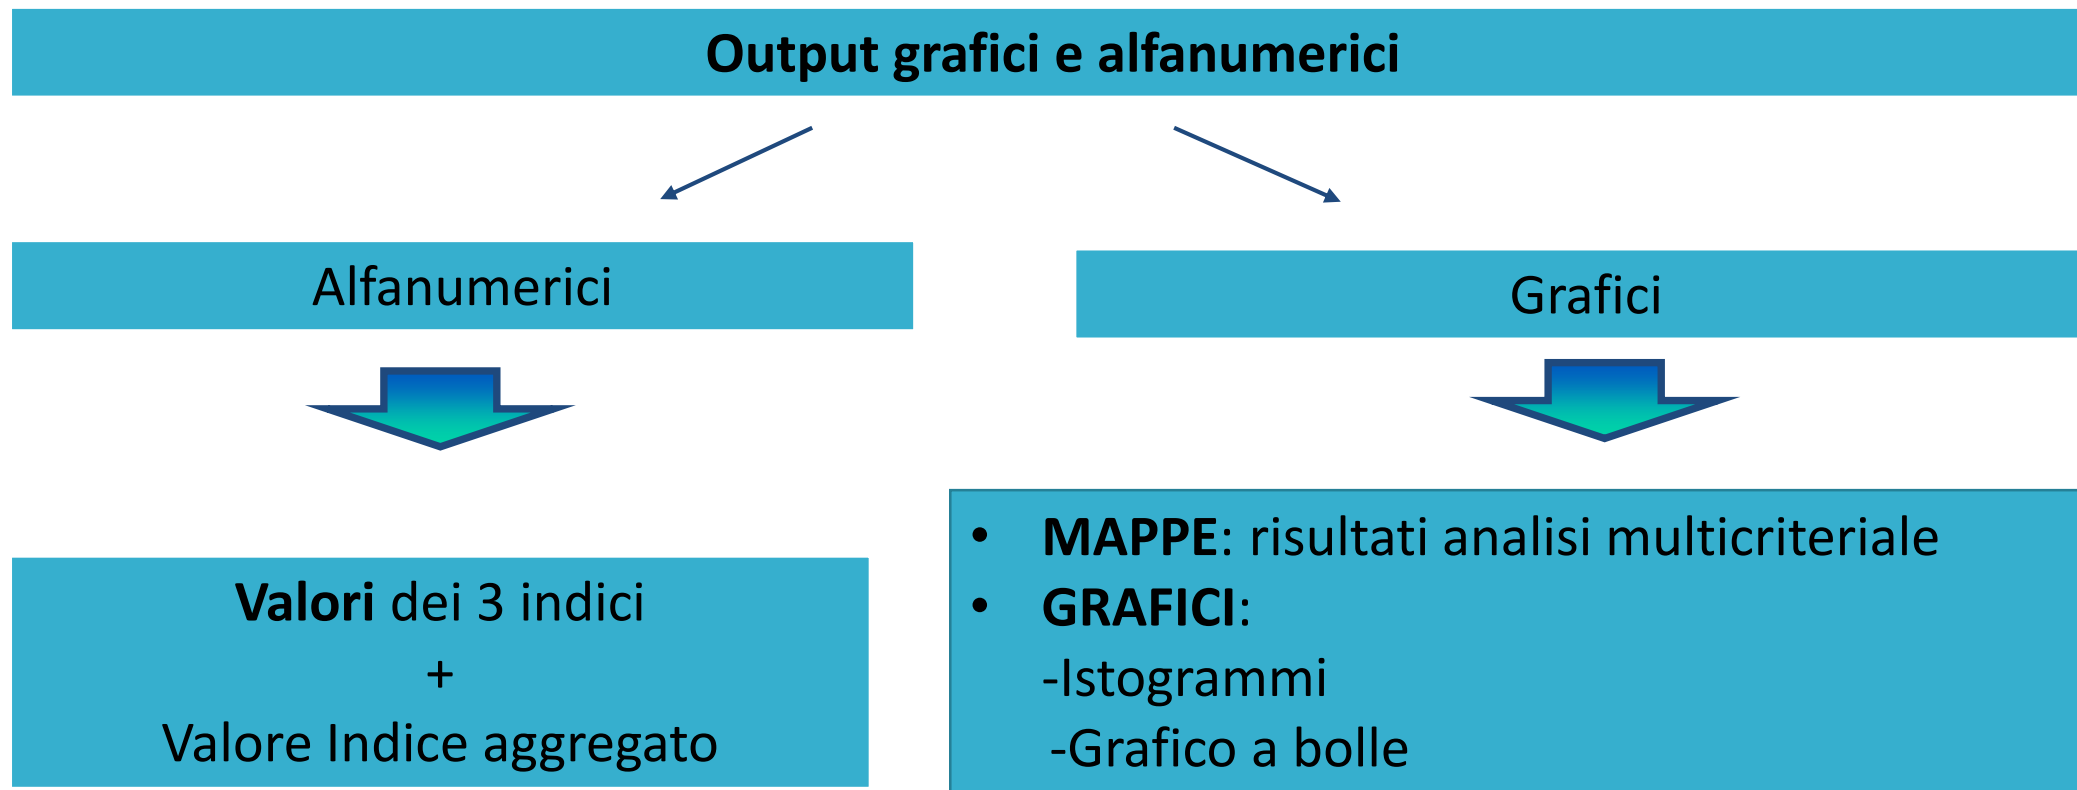 Output grafici e alfanumerici
Alfanumerici
Grafici
Valori dei 3 indici
+
Valore Indice aggregato
• MAPPE: risultati analisi multicriteriale
• GRAFICI:
-Istogrammi
-Grafico a bolle